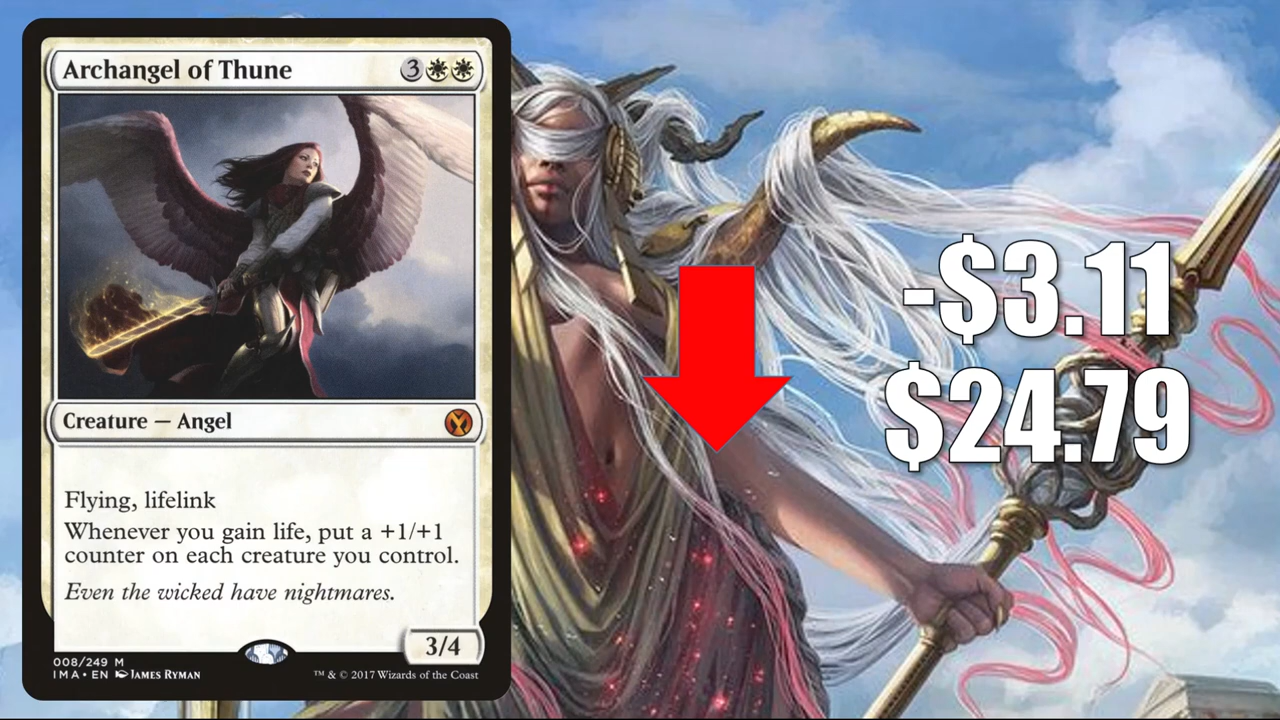 Archangel of Thune 3
Creature — Angel
Flying, lifelink
Whenever you gain life, put a +1/+1
counter on each creature you control.
Even the wicked have nightmares.
3/4
008/249 M
IMA • EN JAMES RYMAN
™ & © 2017 Wizards of the Coast
-$3.11
$24.79